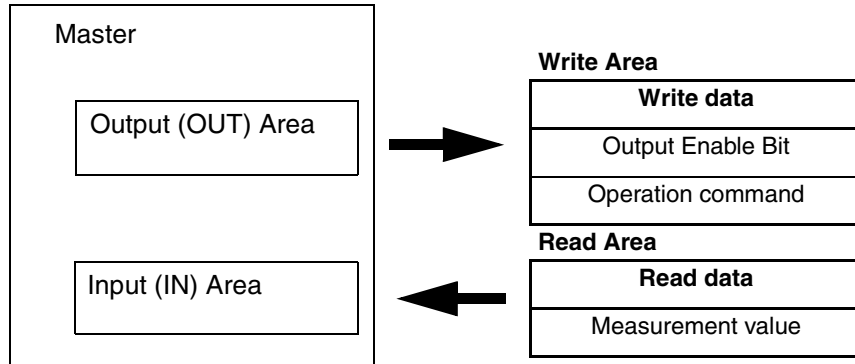 Master
Output (OUT) Area
Input (IN) Area
Write Area
Write data
Output Enable Bit
Operation command
Read Area
Read data
Measurement value